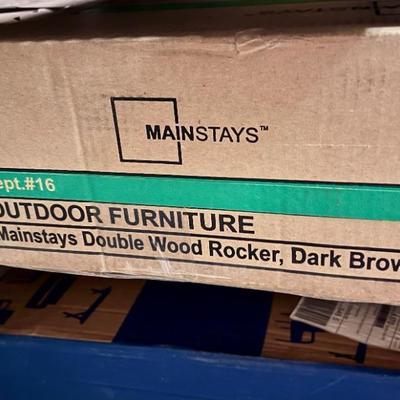 MAINSTAYS™
ept.#16
OUTDOOR FURNITURE
Mainstays Double Wood Rocker, Dark Brow